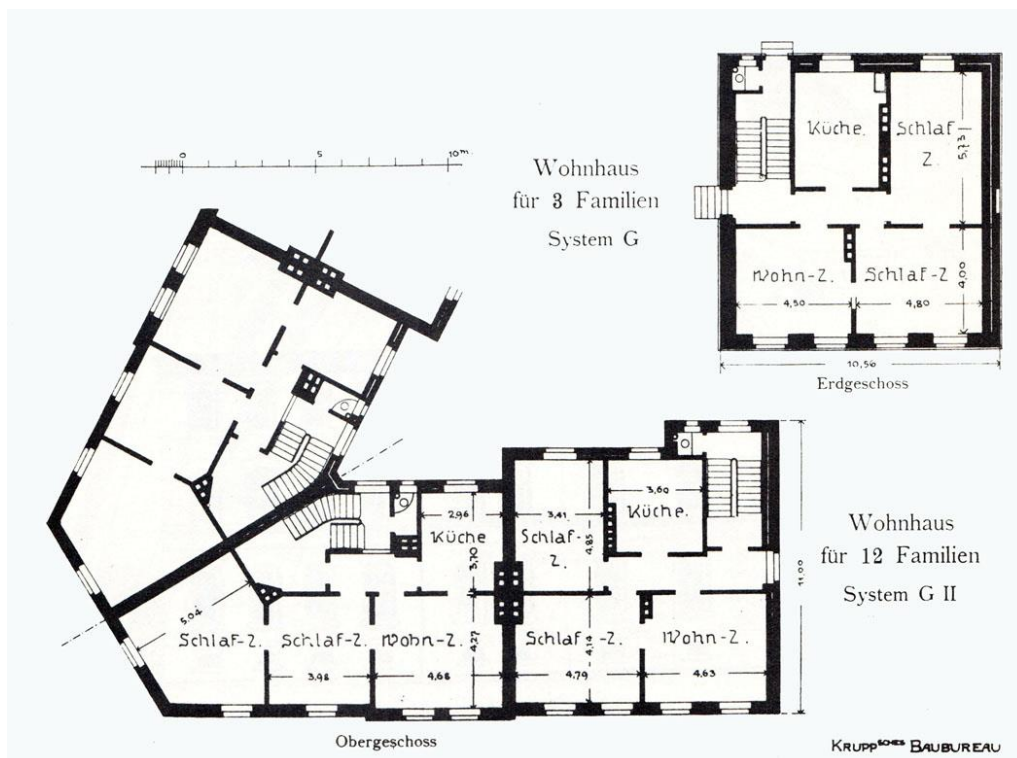 0 5 10 m.
Wohnhaus
für 3 Familien
System G
Küche.
Schlaf
Z.
5,73
Wohn-Z.
Schlaf-Z
4,00
4,50
4,80
10,56
Erdgeschoss
2,96
Küche
3,70
3,41
Schlaf-
Z.
4,85
3,60
Küche.
Wohnhaus
für 12 Familien
System G II
11,00
5,04
Schlaf-Z.
Schlaf-Z.
3,98
Wohn-Z.
4,27
4,68
Schlaf-Z.
4,14
4,79
Wohn-Z.
4,63
Obergeschoss
KRUPPSCHES BAUBUREAU